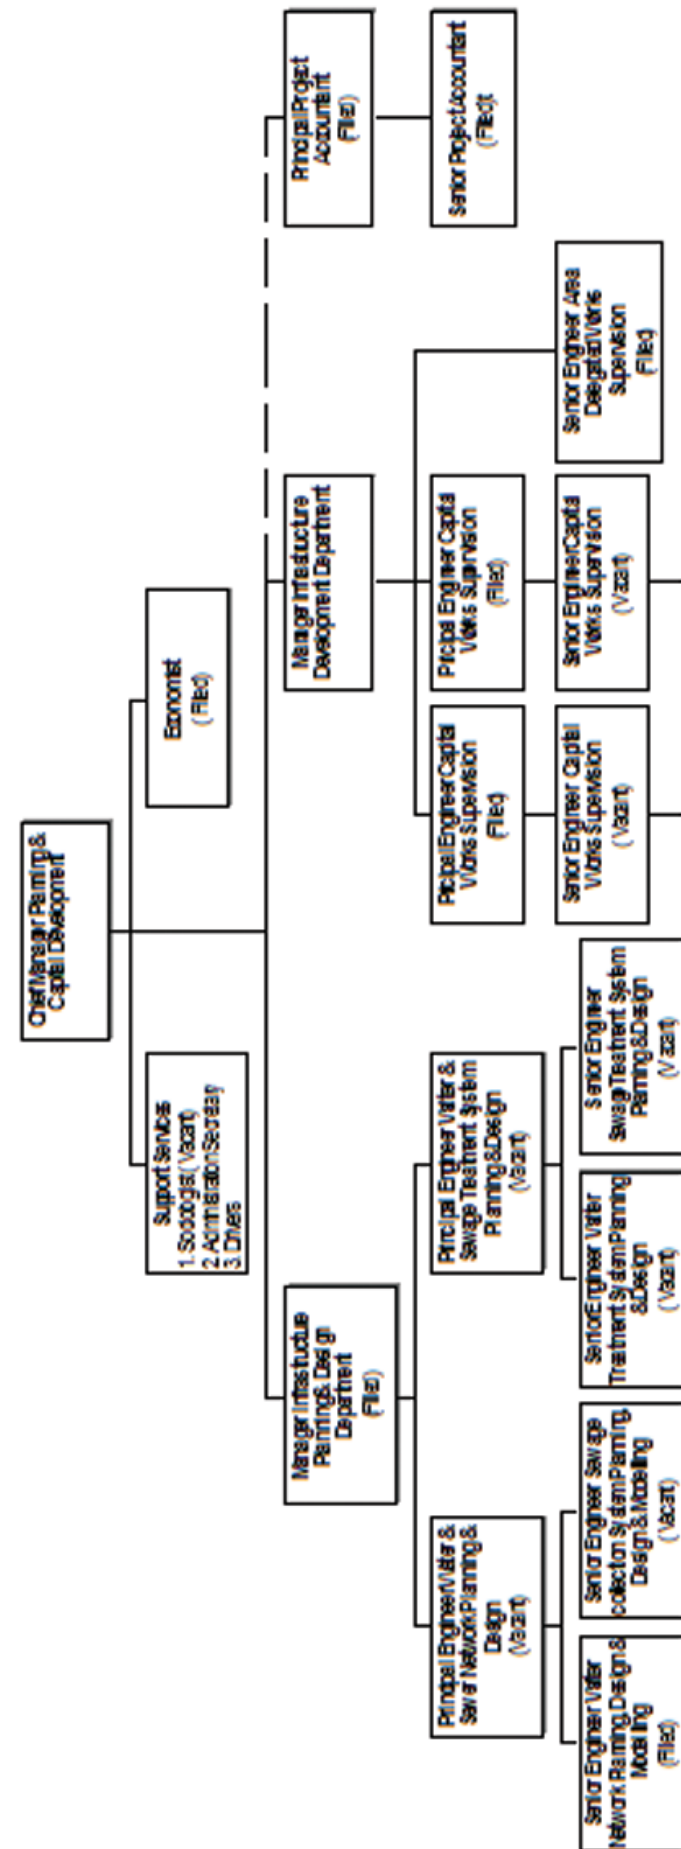 Chief Manager Planning &
Capital Development
Support Services
1. Sociologist ( Vacant)
2. Administration Secretary
3. Drivers
Economist
( Filled)
Manager Infrastructure
Planning & Design
Department
(Filled)
Manager Infrastructure
Development Department
Principal Project
Accountant
(Filled)
Principal Engineer Water &
Sewer Network Planning &
Design
(Vacant)
Principal Engineer Water &
Sewage Treatment System
Planning & Design
(Vacant)
Pricipal Engineer Capital
Works Supervision
(Filled)
Pricipal Engineer Capital
Works Supervision
(Filled)
Senior Project Accountant
( Filled)t
Senior Engineer Water
Network Planning, Design &
Modelling
(Filled)
Senior Engineer Sewage
collection System Planning,
Design & Modelling
( Vacant)
Senior Engineer Water
Treatment System Planning
& Design
( Vacant)
Senior Engineer
Sewage Treatment System
Planning & Design
(Vacant)
Senior Engineer Capital
Works Supervision
( Vacant)
Senior Engineer Capital
Works Supervision
( Vacant)
Senior Engineer Area
Delegated Works
Supervision
(Filled)